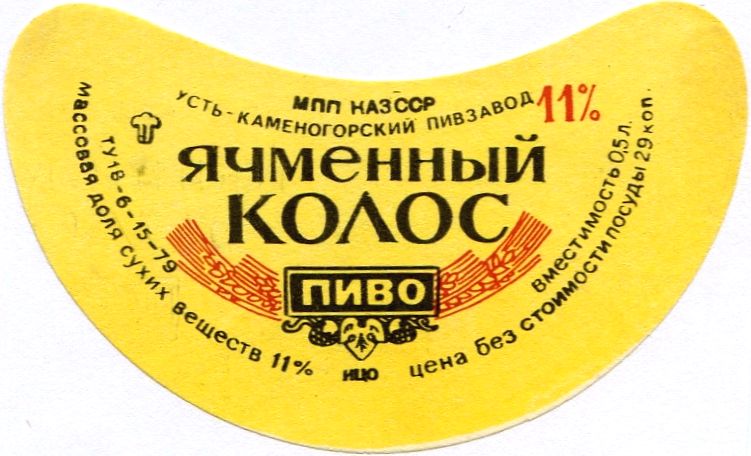 МПП КАЗССР
УСТЬ-КАМЕНОГОРСКИЙ ПИВЗАВОД
11%
ЯЧМЕННЫЙ
КОЛОС
ПИВО
ТУ18-6-15-79
массовая доля сухих веществ 11%
ИЦО
вместимость 0,5 л.
цена без стоимости посуды 29 коп.